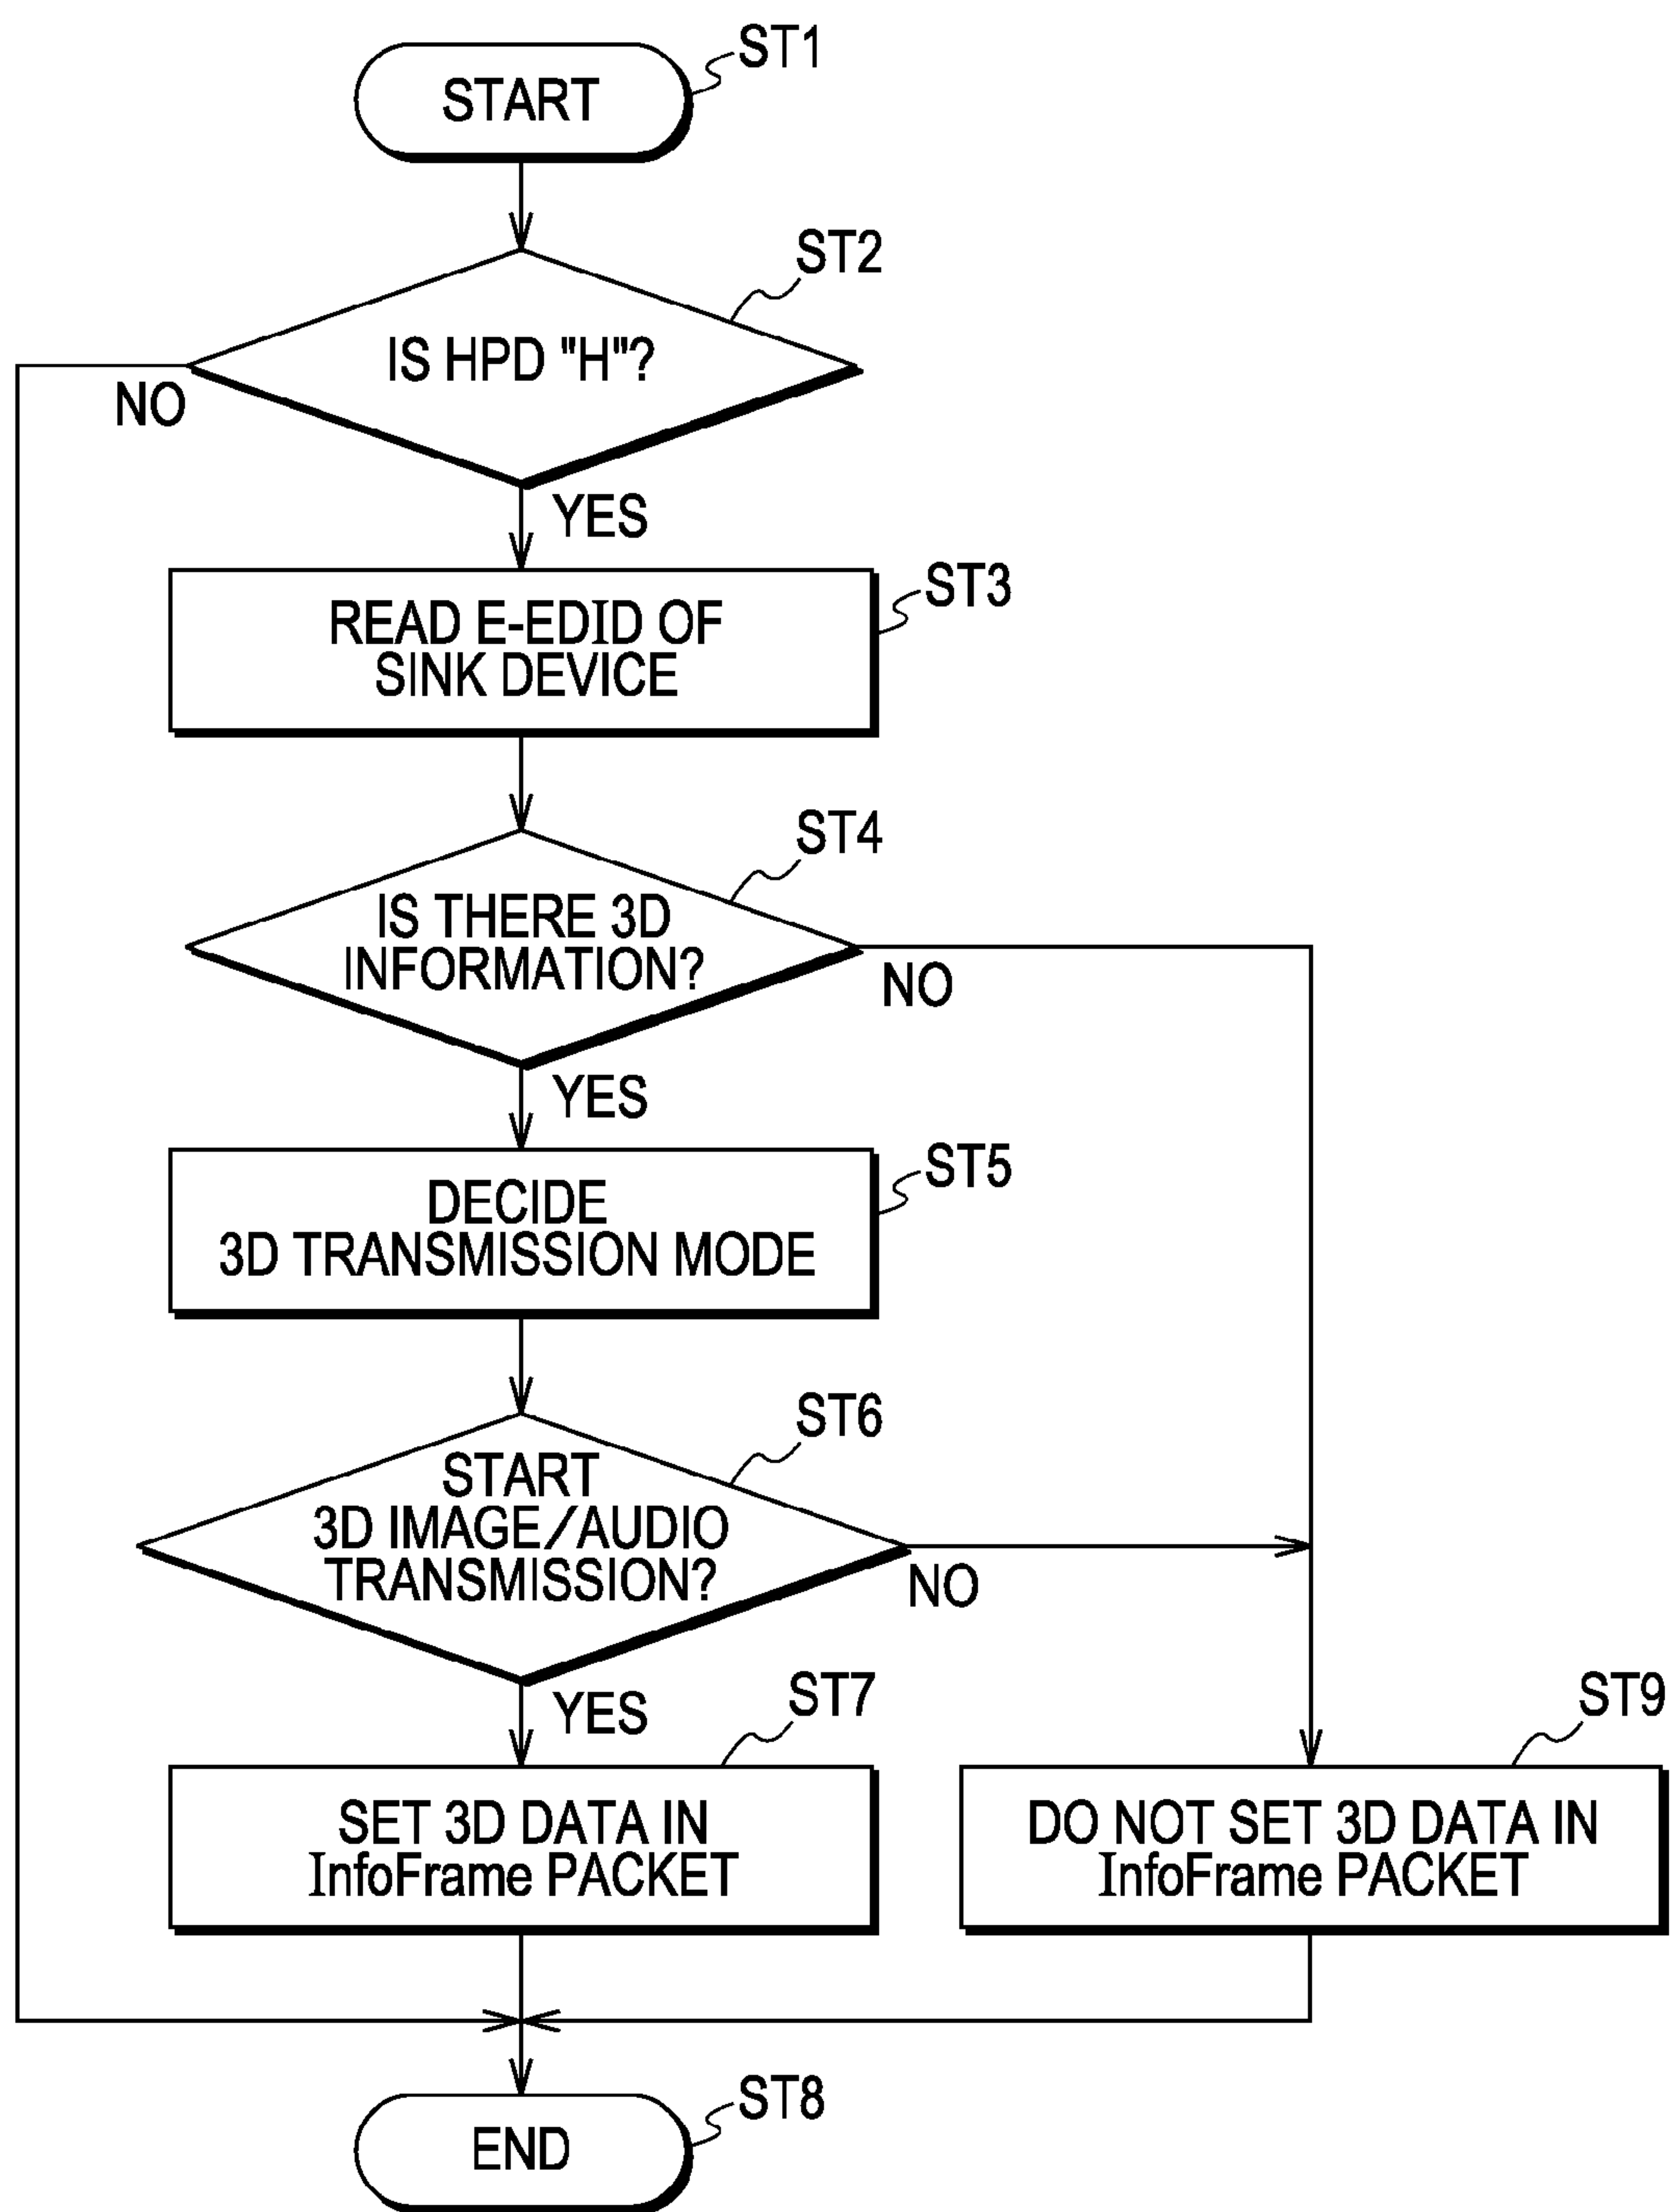 ST1
START
ST2
IS HPD "H"?
NO
YES
ST3
READ E-EDID OF
SINK DEVICE
ST4
IS THERE 3D
INFORMATION?
NO
YES
ST5
DECIDE
3D TRANSMISSION MODE
ST6
START
3D IMAGE/AUDIO
TRANSMISSION?
NO
YES
ST7
ST9
SET 3D DATA IN
InfoFrame PACKET
DO NOT SET 3D DATA IN
InfoFrame PACKET
ST8
END